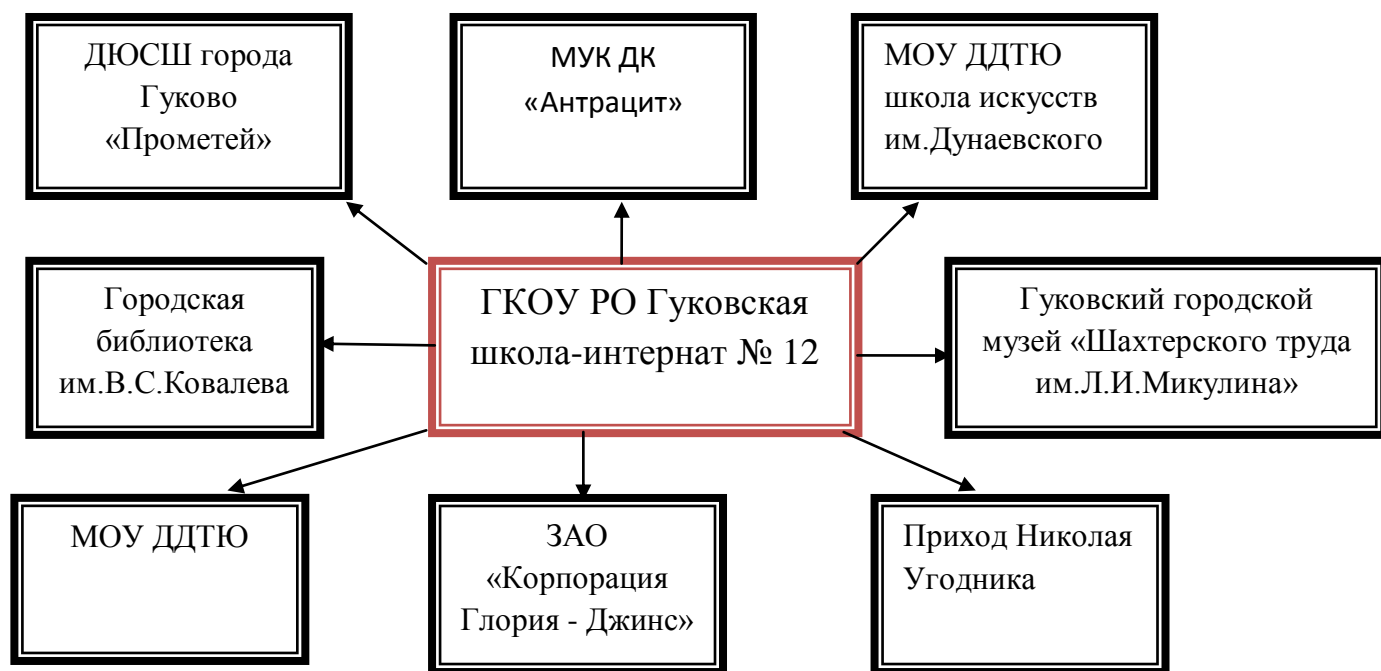 ДЮСШ города
Гуково
«Прометей»
МУК ДК
«Антрацит»
МОУ ДДТЮ
школа искусств
им.Дунаевского
Городская
библиотека
им.В.С.Ковалева
ГКОУ РО Гуковская
школа-интернат № 12
Гуковский городской
музей «Шахтерского труда
им.Л.И.Микулина»
МОУ ДДТЮ
ЗАО
«Корпорация
Глория - Джинс»
Приход Николая
Угодника